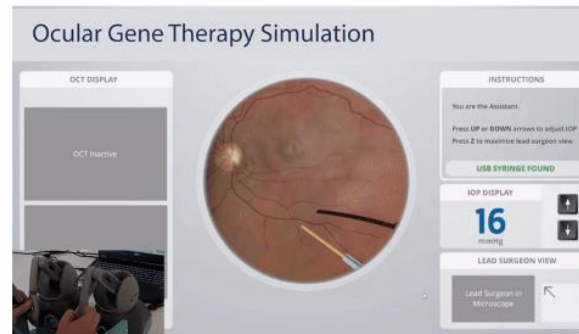 Ocular Gene Therapy Simulation
OCT DISPLAY
OCT Inactive
INSTRUCTIONS
You are the Assistant.
Press UP or DOWN arrows to adjust IOP
Press Z to maximize lead surgeon view
USB SYRINGE FOUND
IOP DISPLAY
16
mmHg
LEAD SURGEON VIEW
Lead Surgeon in
Microscope